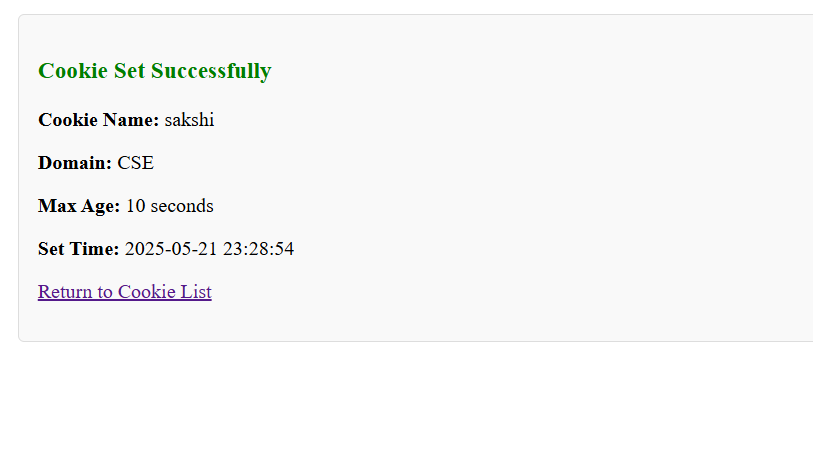 Cookie Set Successfully
Cookie Name: sakshi
Domain: CSE
Max Age: 10 seconds
Set Time: 2025-05-21 23:28:54
Return to Cookie List